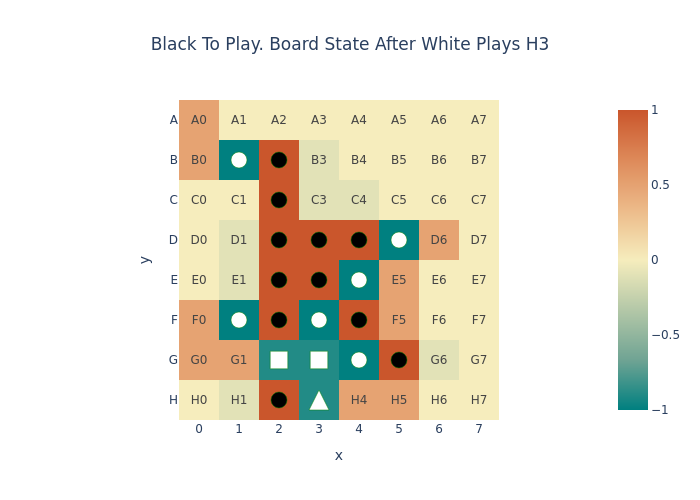 Black To Play. Board State After White Plays H3
A A0 A1 A2 A3 A4 A5 A6 A7
B B0 B3 B4 B5 B6 B7
C C0 C1 C3 C4 C5 C6 C7
D D0 D1 D6 D7
E E0 E1 E5 E6 E7
F F0 F5 F6 F7
G G0 G1 G6 G7
H H0 H1 H4 H5 H6 H7
0 1 2 3 4 5 6 7
x
y
1
0.5
0
−0.5
−1